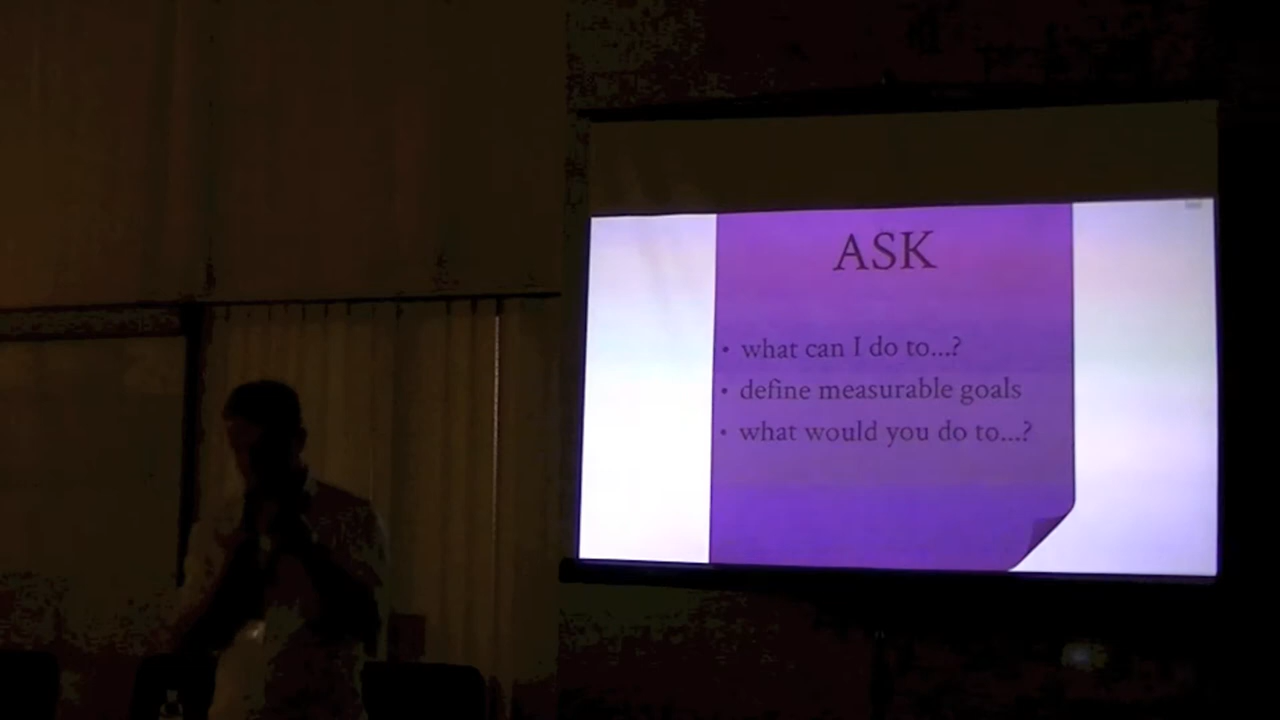 ASK
• what can I do to...?
• define measurable goals
• what would you do to...?